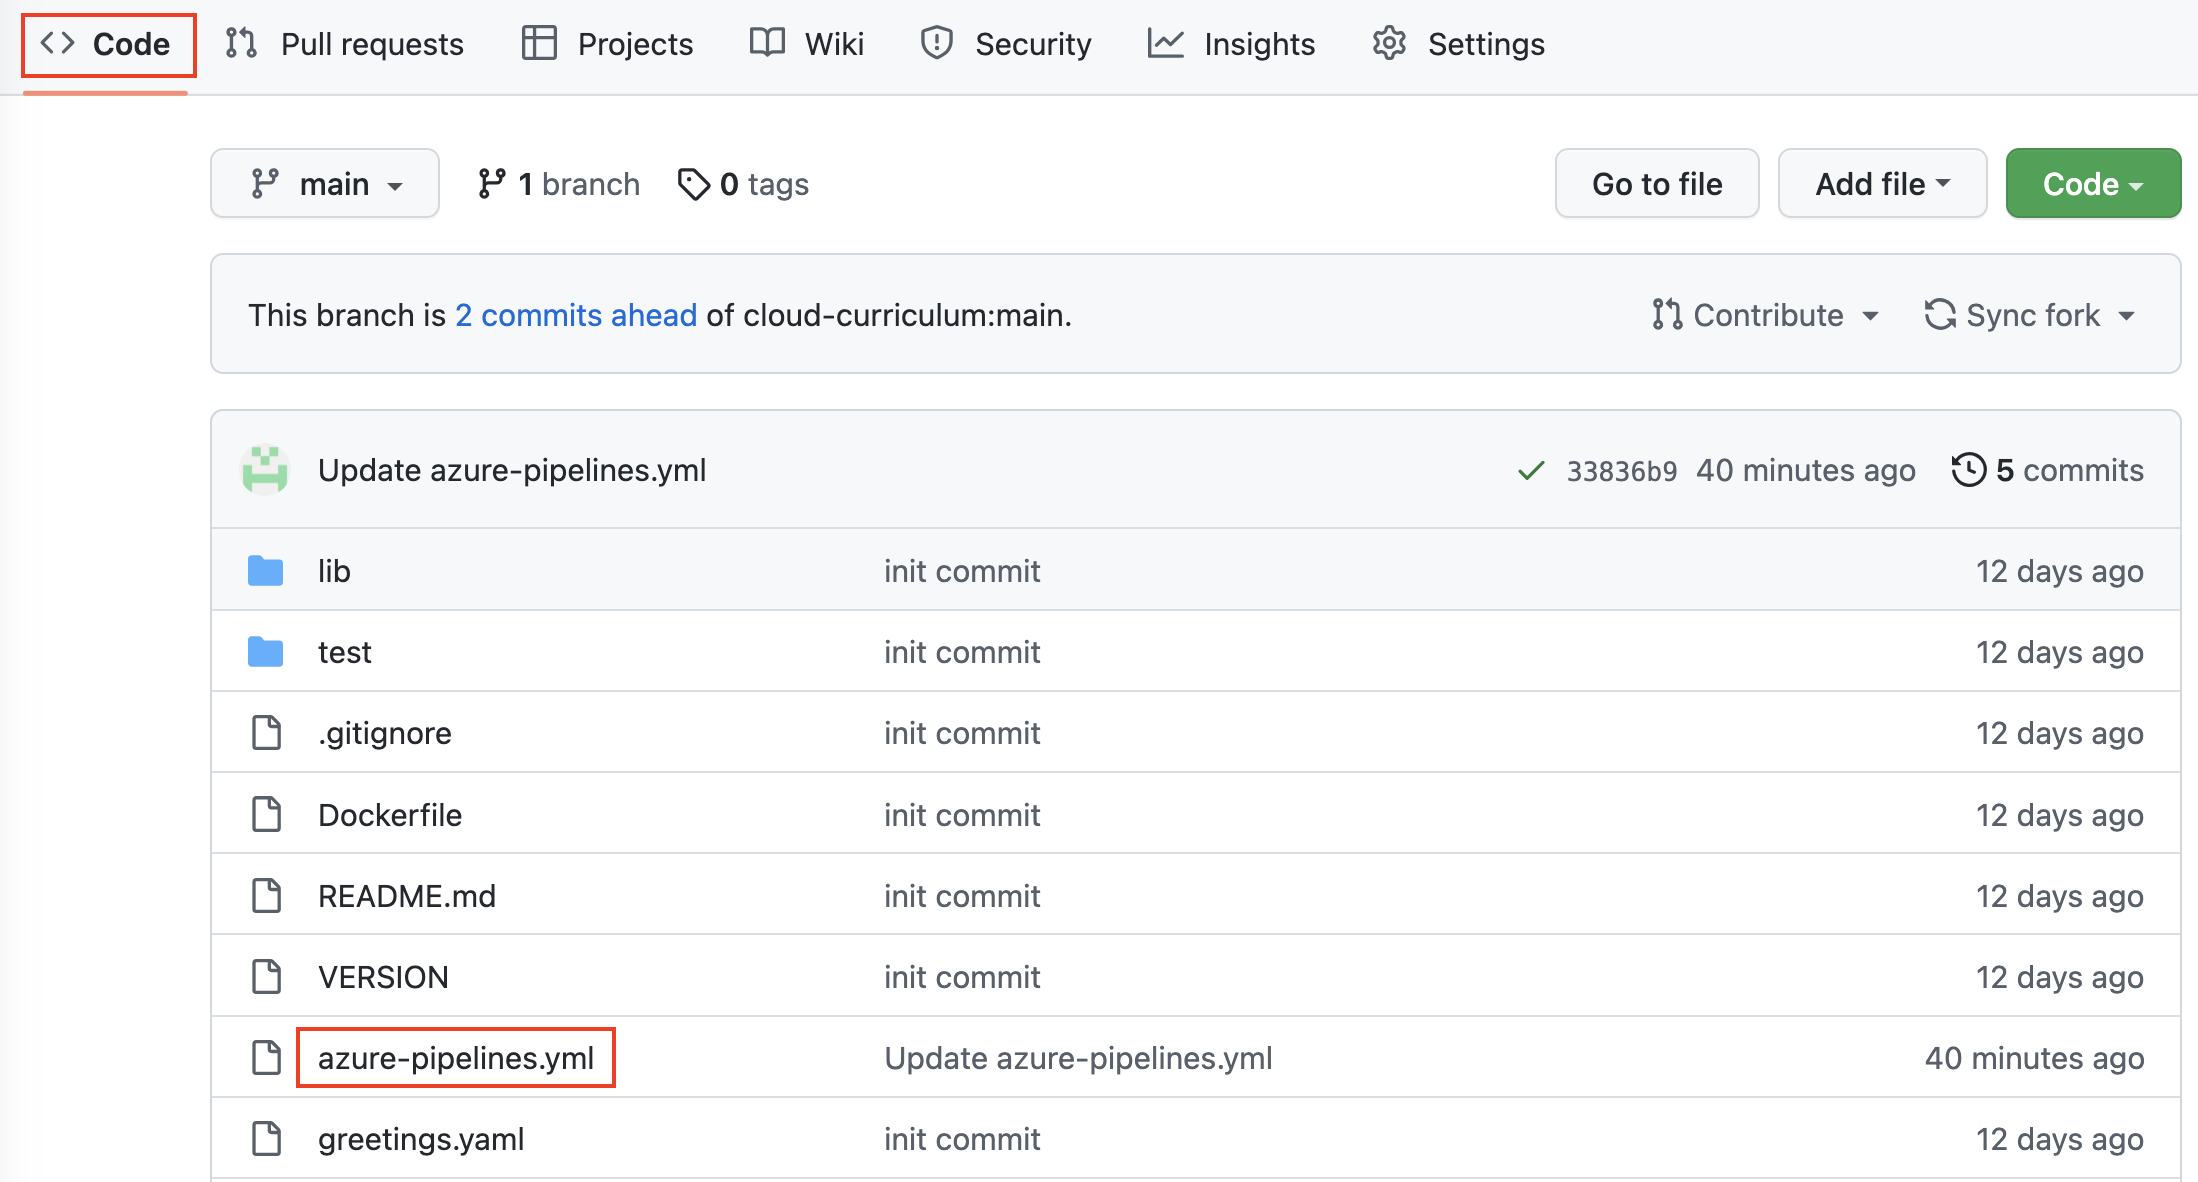 Code Pull requests Projects Wiki Security Insights Settings
main 1 branch 0 tags Go to file Add file Code
This branch is 2 commits ahead of cloud-curriculum:main. Contribute Sync fork
Update azure-pipelines.yml 33836b9 40 minutes ago 5 commits
lib init commit 12 days ago
test init commit 12 days ago
.gitignore init commit 12 days ago
Dockerfile init commit 12 days ago
README.md init commit 12 days ago
VERSION init commit 12 days ago
azure-pipelines.yml Update azure-pipelines.yml 40 minutes ago
greetings.yaml init commit 12 days ago